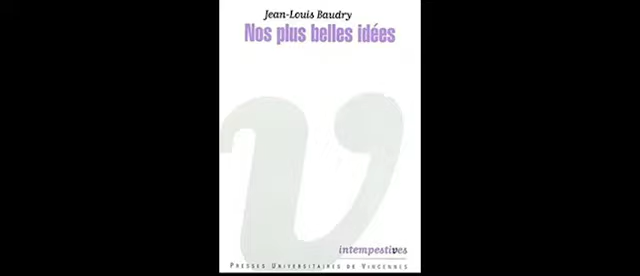 Jean-Louis Baudry
Nos plus belles idées
v
intempestives
PRESSES UNIVERSITAIRES DE VINCENNES